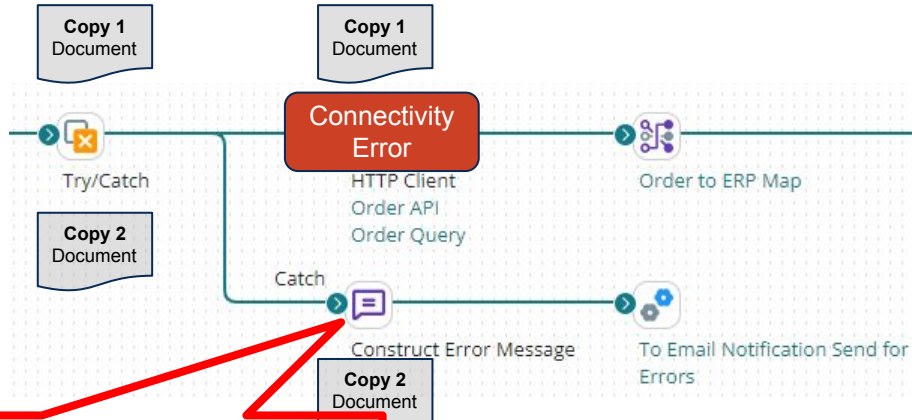 Copy 1
Document
Copy 1
Document
Connectivity
Error
Try/Catch
HTTP Client
Order API
Order Query
Order to ERP Map
Copy 2
Document
Catch
Construct Error Message
To Email Notification Send for
Errors
Copy 2
Document